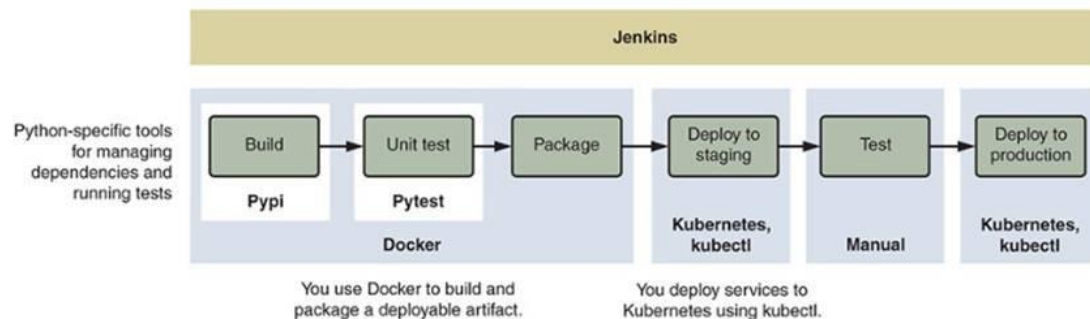 Jenkins
Python-specific tools
for managing
dependencies and
running tests
Build
Unit test
Package
Deploy to
staging
Test
Deploy to
production
Pypi
Pytest
Docker
Kubernetes,
kubectl
Manual
Kubernetes,
kubectl
You use Docker to build and
package a deployable artifact.
You deploy services to
Kubernetes using kubectl.